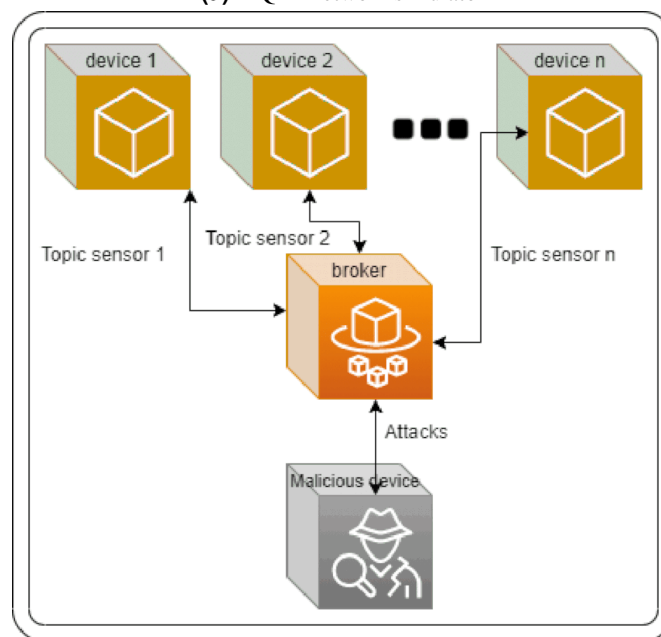 device 1
device 2
device n
Topic sensor 1
Topic sensor 2
Topic sensor n
broker
Attacks
Malicious device